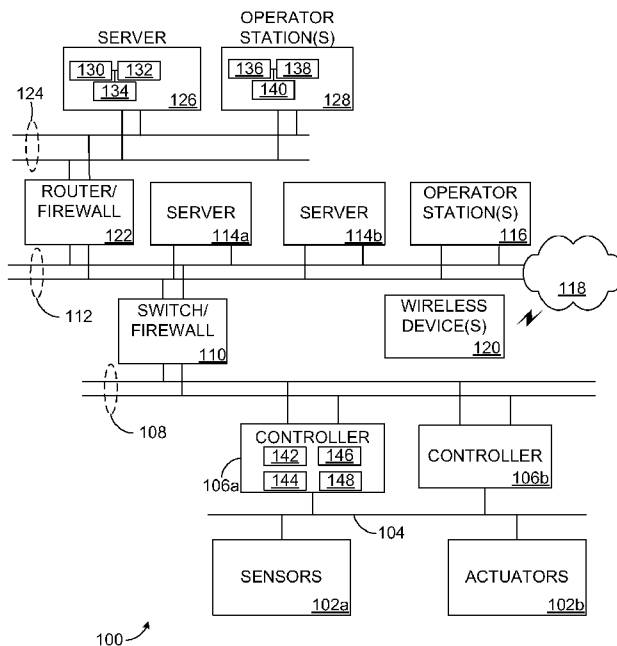 SERVER
OPERATOR
STATION(S)
130 132
134
126
136 138
140
128
124
ROUTER/
FIREWALL
122
SERVER
114a
SERVER
114b
OPERATOR
STATION(S)
116
118
112
SWITCH/
FIREWALL
110
WIRELESS
DEVICE(S)
120
108
CONTROLLER
142 146
144 148
106a
CONTROLLER
106b
104
SENSORS
102a
ACTUATORS
102b
100